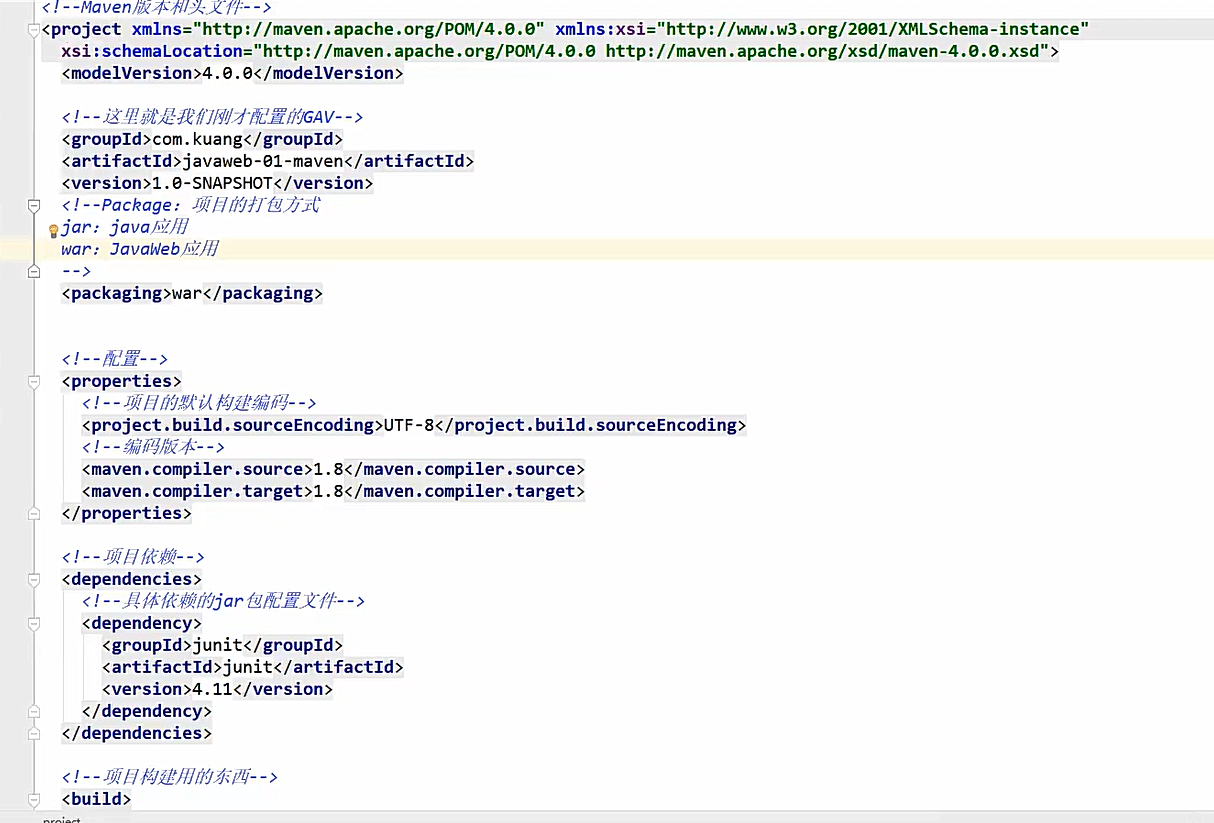 <!--Maven版本和头文件-->
<project xmlns="http://maven.apache.org/POM/4.0.0" xmlns:xsi="http://www.w3.org/2001/XMLSchema-instance"
xsi:schemaLocation="http://maven.apache.org/POM/4.0.0 http://maven.apache.org/xsd/maven-4.0.0.xsd">
<modelVersion>4.0.0</modelVersion>
<!--这里就是我们刚才配置的GAV-->
<groupId>com.kuang</groupId>
<artifactId>javaweb-01-maven</artifactId>
<version>1.0-SNAPSHOT</version>
<!--Package：项目的打包方式
jar：java应用
war：JavaWeb应用
-->
<packaging>war</packaging>
<!--配置-->
<properties>
<!--项目的默认构建编码-->
<project.build.sourceEncoding>UTF-8</project.build.sourceEncoding>
<!--编码版本-->
<maven.compiler.source>1.8</maven.compiler.source>
<maven.compiler.target>1.8</maven.compiler.target>
</properties>
<!--项目依赖-->
<dependencies>
<!--具体依赖的jar包配置文件-->
<dependency>
<groupId>junit</groupId>
<artifactId>junit</artifactId>
<version>4.11</version>
</dependency>
</dependencies>
<!--项目构建用的东西-->
<build>
project